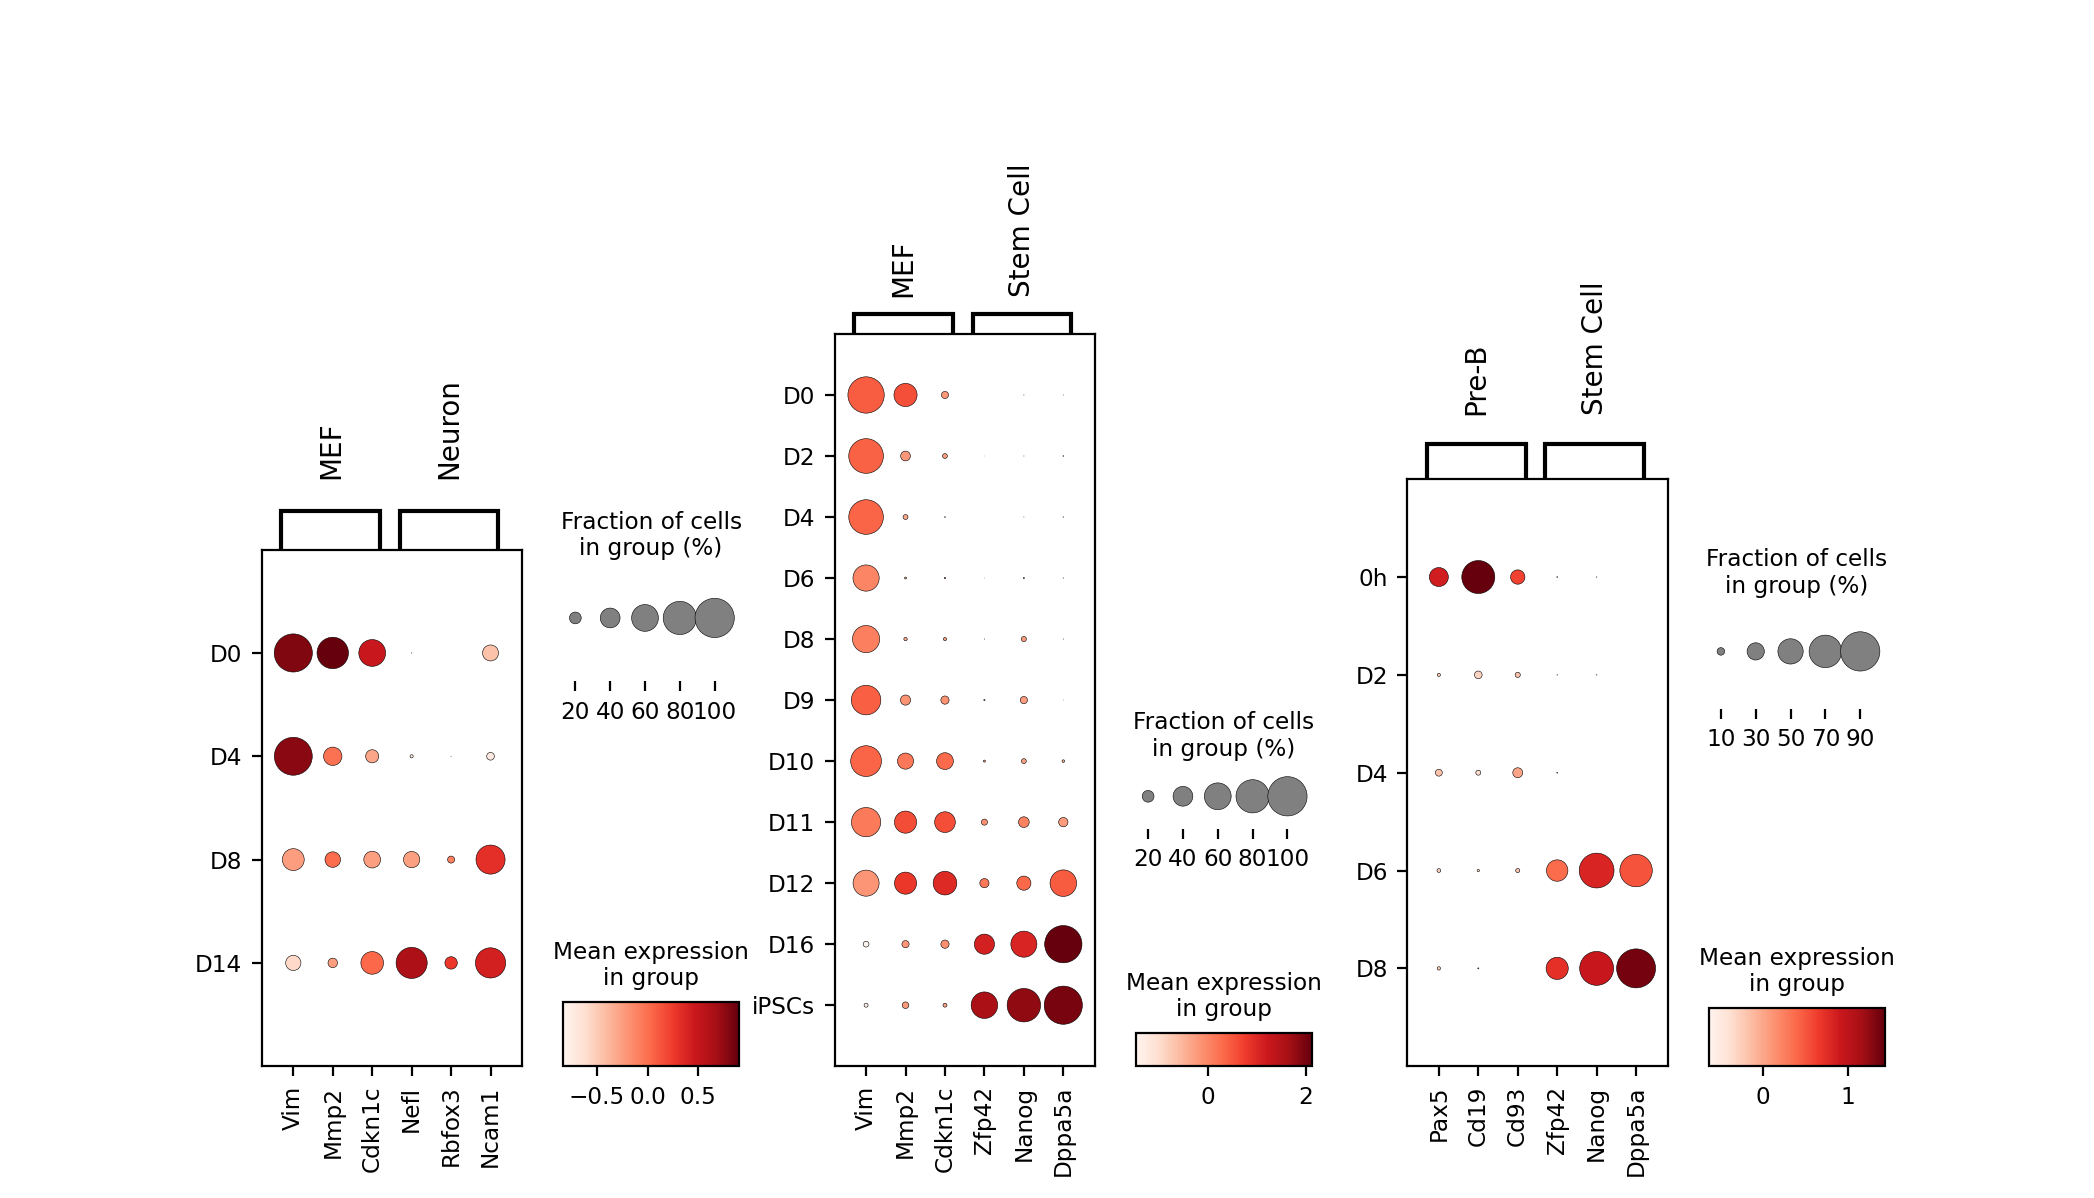 MEF
Neuron
D0
D4
D8
D14
Vim
Mmp2
Cdkn1c
Nefl
Rbfox3
Ncam1
Fraction of cells
in group (%)
20 40 60 80 100
Mean expression
in group
−0.5 0.0 0.5
MEF
Stem Cell
D0
D2
D4
D6
D8
D9
D10
D11
D12
D16
iPSCs
Vim
Mmp2
Cdkn1c
Zfp42
Nanog
Dppa5a
Fraction of cells
in group (%)
20 40 60 80 100
Mean expression
in group
0 2
Pre-B
Stem Cell
0h
D2
D4
D6
D8
Pax5
Cd19
Cd93
Zfp42
Nanog
Dppa5a
Fraction of cells
in group (%)
10 30 50 70 90
Mean expression
in group
0 1